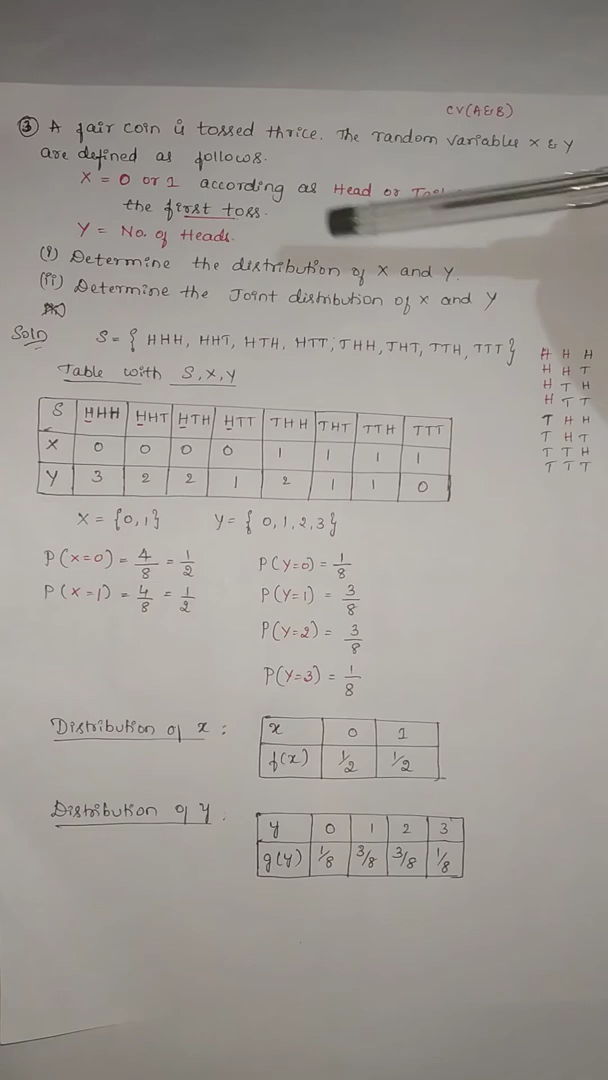 CV(A&B)
③ A fair coin is tossed thrice. The random variables X & Y
are defined as follows.
X = 0 or 1 according as Head or
the first toss.
Y = No. of Heads.
(i) Determine the distribution of X and Y.
(ii) Determine the Joint distribution of X and Y
Soln S = { HHH, HHT, HTH, HTT, THH, THT, TTH, TTT }
Table with S, X, Y
S HHH HHT HTH HTT THH THT TTH TTT
X 0 0 0 0 1 1 1 1
Y 3 2 2 1 2 1 1 0
H H H
H H T
H T H
H T T
T H H
T H T
T T H
T T T
X = {0,1} Y = { 0, 1, 2, 3 }
P(X=0) = 4/8 = 1/2 P(Y=0) = 1/8
P(X=1) = 4/8 = 1/2 P(Y=1) = 3/8
P(Y=2) = 3/8
P(Y=3) = 1/8
Distribution of x : x 0 1
f(x) 1/2 1/2
Distribution of y : y 0 1 2 3
g(y) 1/8 3/8 3/8 1/8